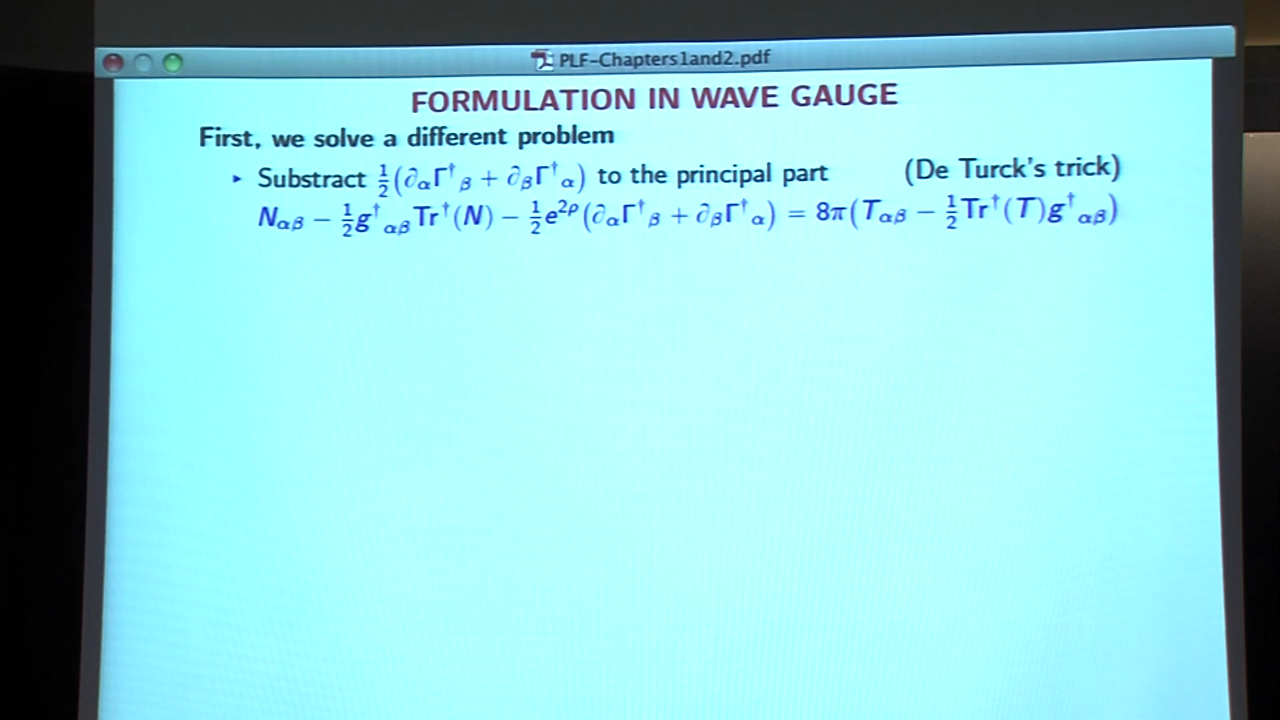 PLF-Chapters1and2.pdf
FORMULATION IN WAVE GAUGE
First, we solve a different problem
▸ Substract ½(∂αΓ†β + ∂βΓ†α) to the principal part (De Turck's trick)
Nαβ − ½g†αβTr†(N) − ½e²ᵖ(∂αΓ†β + ∂βΓ†α) = 8π(Tαβ − ½Tr†(T)g†αβ)